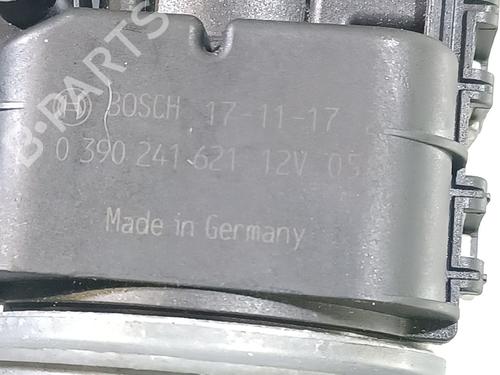 BOSCH 17-11-17
0 390 241 621 12V 05
Made in Germany
B-PARTS